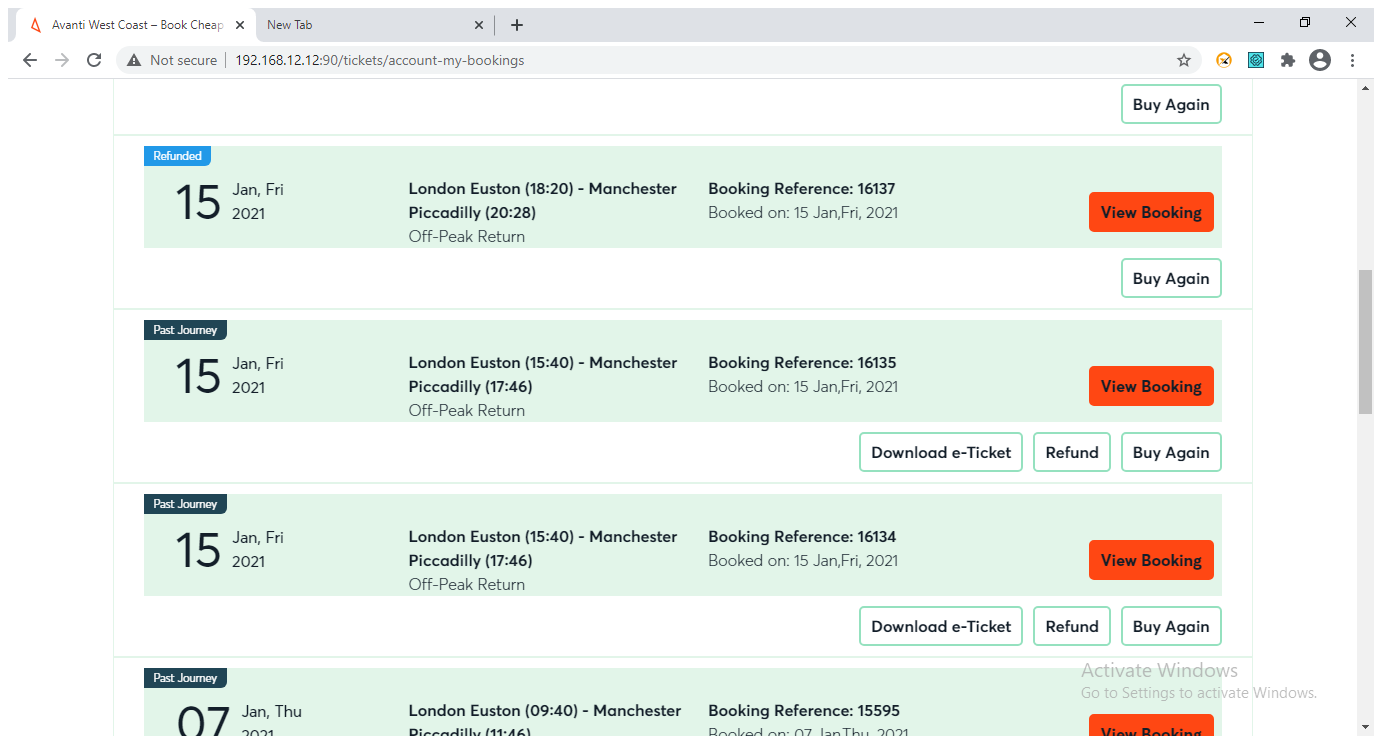 Avanti West Coast – Book Cheap
New Tab
Not secure
192.168.12.12:90/tickets/account-my-bookings
Buy Again
Refunded
15
Jan, Fri
2021
London Euston (18:20) - Manchester
Piccadilly (20:28)
Off-Peak Return
Booking Reference: 16137
Booked on: 15 Jan,Fri, 2021
View Booking
Buy Again
Past Journey
15
Jan, Fri
2021
London Euston (15:40) - Manchester
Piccadilly (17:46)
Off-Peak Return
Booking Reference: 16135
Booked on: 15 Jan,Fri, 2021
View Booking
Download e-Ticket
Refund
Buy Again
Past Journey
15
Jan, Fri
2021
London Euston (15:40) - Manchester
Piccadilly (17:46)
Off-Peak Return
Booking Reference: 16134
Booked on: 15 Jan,Fri, 2021
View Booking
Download e-Ticket
Refund
Buy Again
Past Journey
07
Jan, Thu
2021
London Euston (09:40) - Manchester
Piccadilly (11:46)
Booking Reference: 15595
Booked on: 07 Jan,Thu, 2021
View Booking
Activate Windows
Go to Settings to activate Windows.